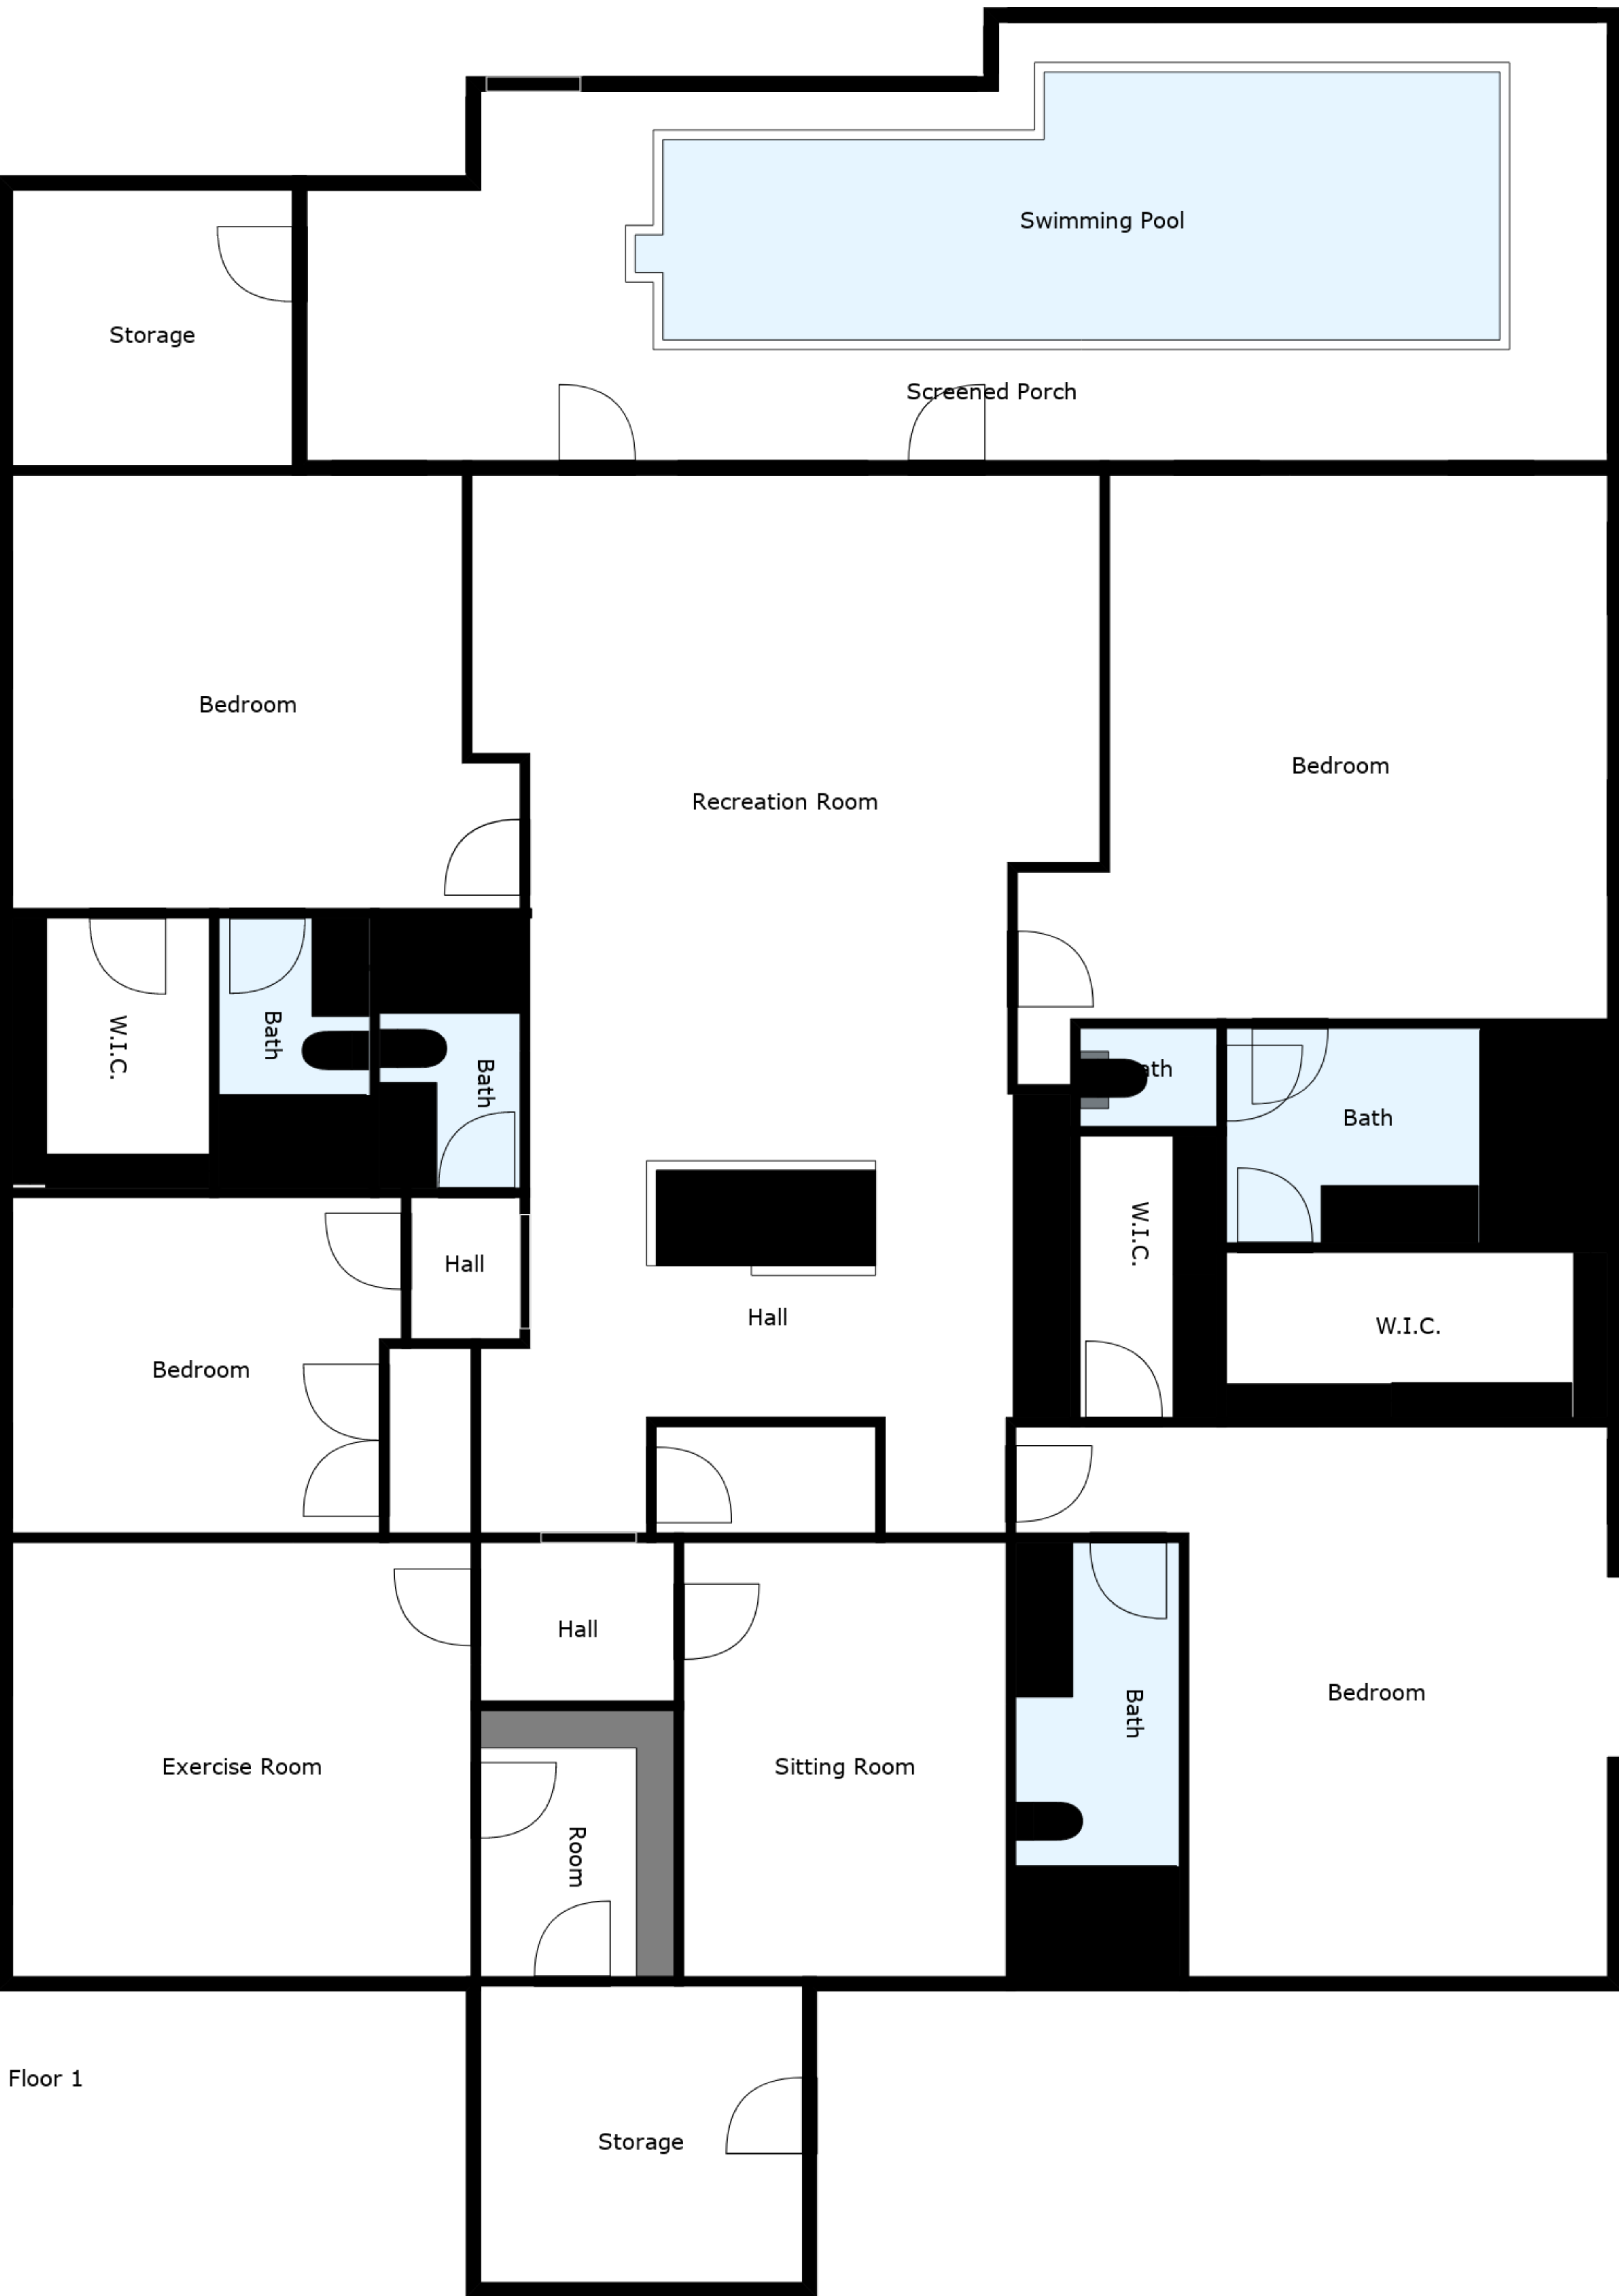 Swimming Pool
Storage
Screened Porch
Bedroom
Bedroom
Recreation Room
W.I.C.
Bath
Bath
ath
Bath
W.I.C.
Hall
Hall
W.I.C.
Bedroom
Hall
Bedroom
Bath
Exercise Room
Sitting Room
Room
Floor 1
Storage